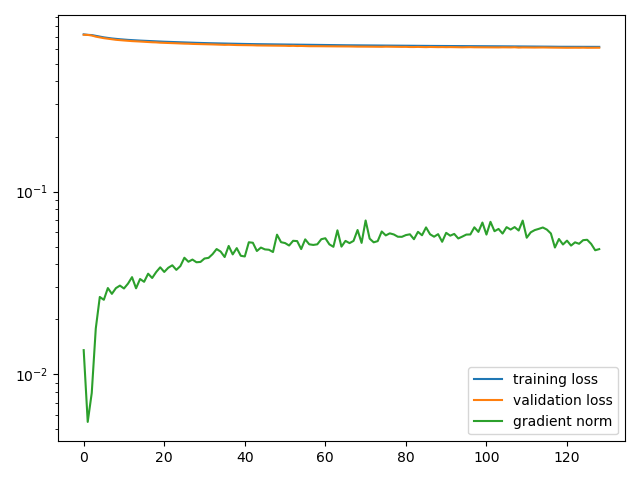 10⁻¹
10⁻²
0 20 40 60 80 100 120
training loss
validation loss
gradient norm